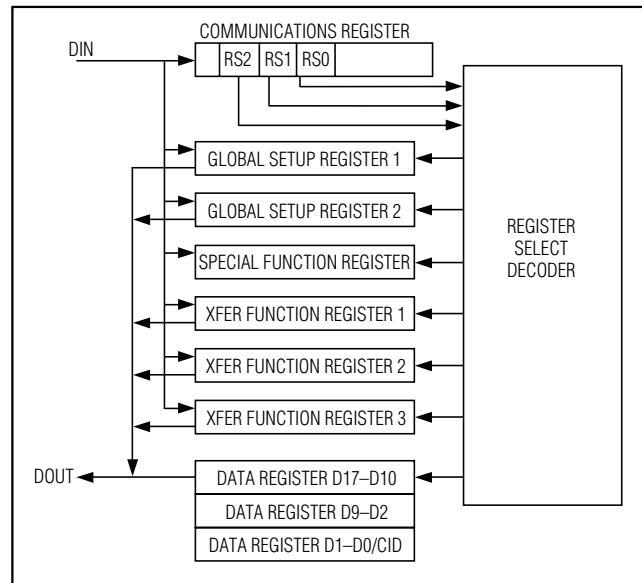 COMMUNICATIONS REGISTER
DIN
RS2 RS1 RS0
GLOBAL SETUP REGISTER 1
GLOBAL SETUP REGISTER 2
SPECIAL FUNCTION REGISTER
XFER FUNCTION REGISTER 1
XFER FUNCTION REGISTER 2
XFER FUNCTION REGISTER 3
REGISTER
SELECT
DECODER
DOUT
DATA REGISTER D17–D10
DATA REGISTER D9–D2
DATA REGISTER D1–D0/CID